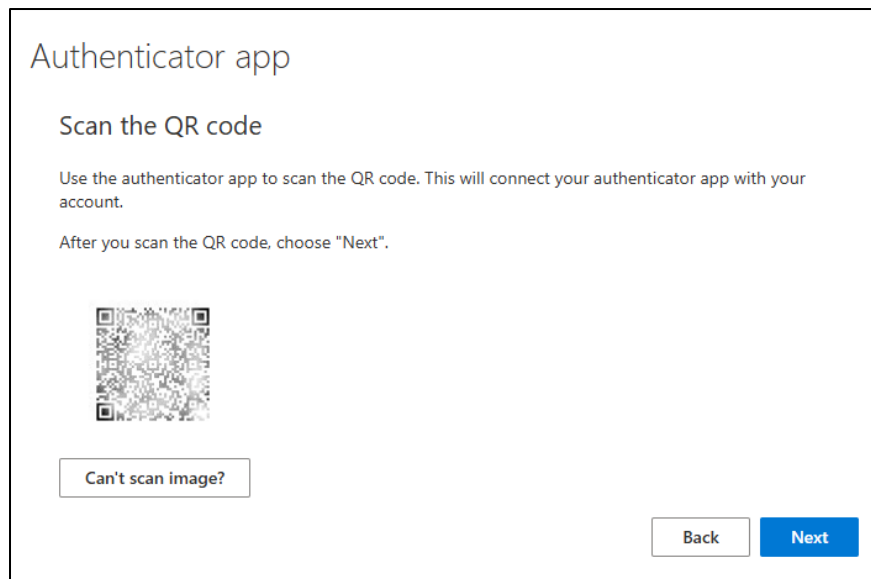 Authenticator app
Scan the QR code
Use the authenticator app to scan the QR code. This will connect your authenticator app with your
account.
After you scan the QR code, choose "Next".
Can't scan image?
Back
Next